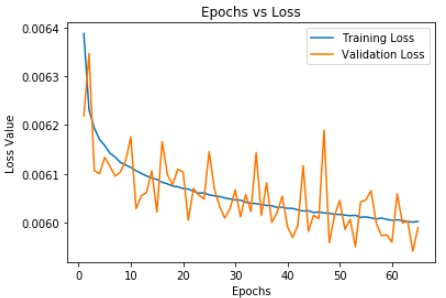 Epochs vs Loss
0.0064
0.0063
0.0062
0.0061
0.0060
Loss Value
Training Loss
Validation Loss
0 10 20 30 40 50 60
Epochs